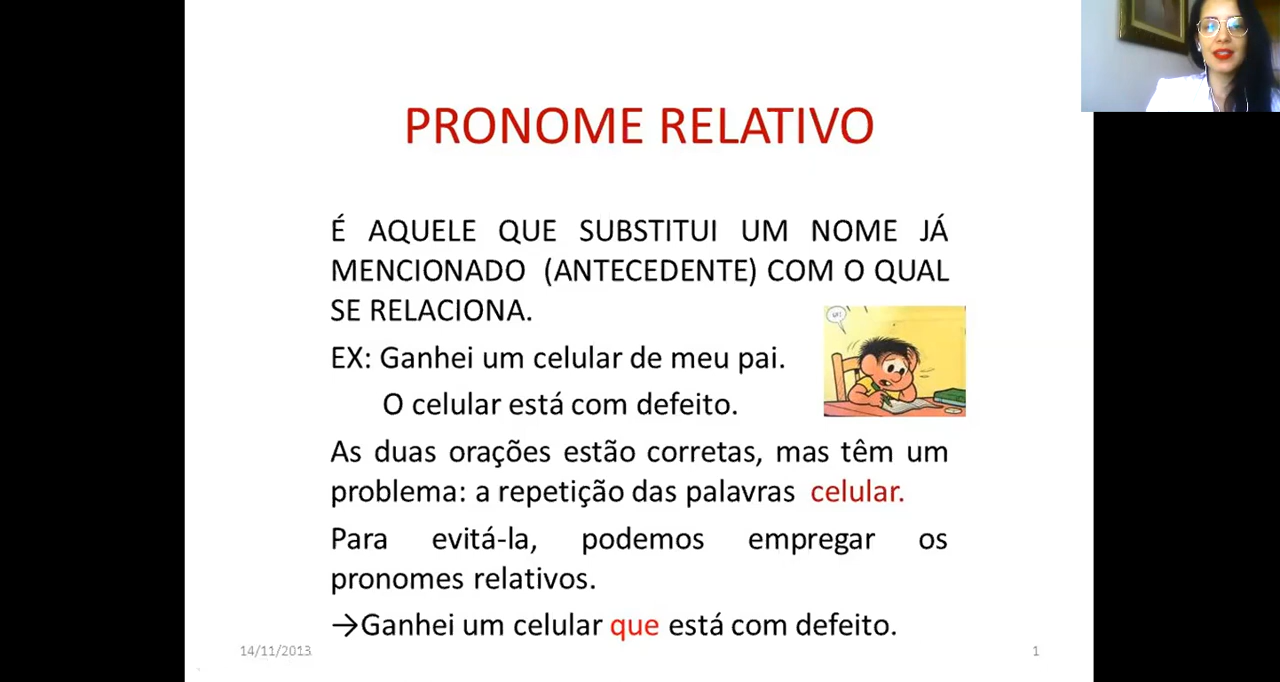 PRONOME RELATIVO
É AQUELE QUE SUBSTITUI UM NOME JÁ
MENCIONADO (ANTECEDENTE) COM O QUAL
SE RELACIONA.
EX: Ganhei um celular de meu pai.
O celular está com defeito.
As duas orações estão corretas, mas têm um
problema: a repetição das palavras celular.
Para evitá-la, podemos empregar os
pronomes relativos.
→Ganhei um celular que está com defeito.
14/11/2013
1